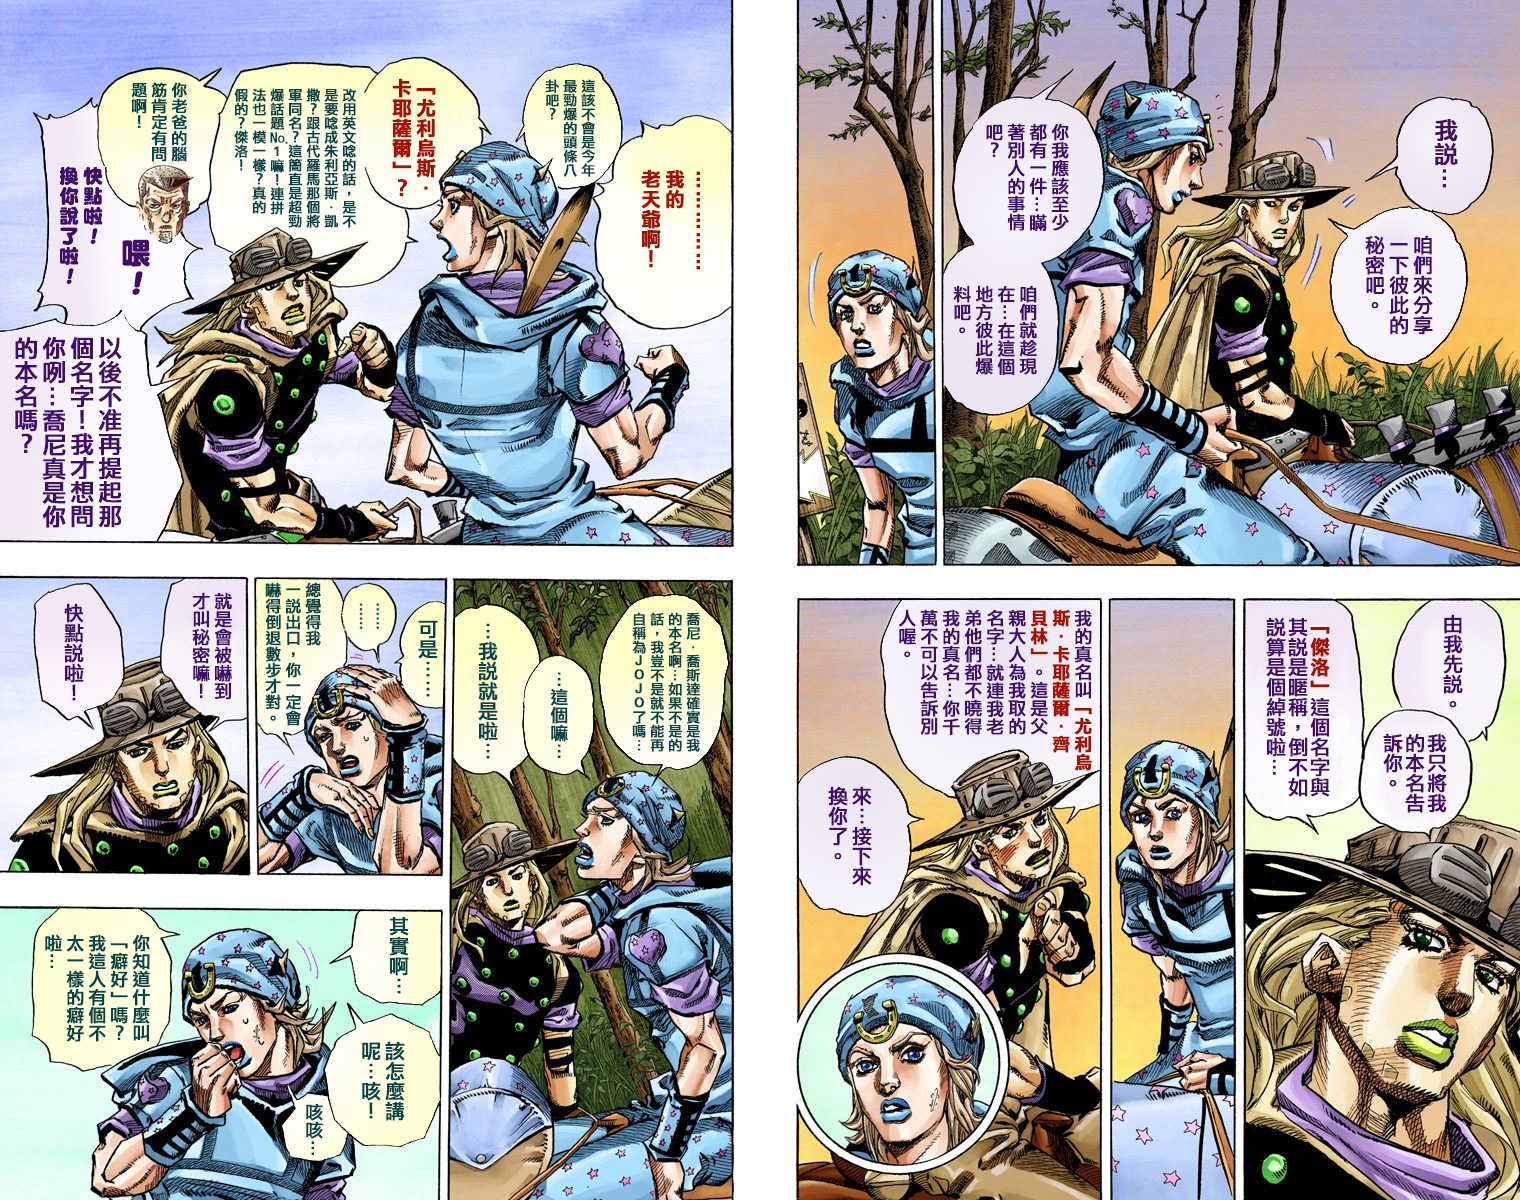 我說…
咱們來分享
一下彼此的
秘密吧。
你我應該至少
都有一件…瞞
著別人的事情
吧？
咱們就趁現
在…在這個
地方彼此爆
料吧。
由我先說。
我只將我
的本名告
訴你。
「傑洛」這個名字與
其說是暱稱，倒不如
說算是個綽號啦…
我的真名叫「尤利烏
斯·卡耶薩爾·齊
貝林」。這是父
親大人為我取的
名字…就連我老
弟他們都不曉得
我的真名…你千
萬不可以告訴別
人喔。
來…接下來
換你了。
…………
我的
老天爺啊！
這該不會是今年
最勁爆的頭條八
卦吧？
「尤利烏斯·
卡耶薩爾」？
改用英文唸的話，是不
是要唸成朱利亞斯·凱
撒？跟古代羅馬那個將
軍同名？這簡直是超勁
爆話題No.1嘛！連拼
法也一模一樣？真的
假的？傑洛！
你老爸的腦
筋肯定有問
題啊！
喂！
快點啦！
換你說了啦！
以後不准再提起那
個名字！我才想問
你咧…喬尼真是你
的本名嗎？
喬尼·喬斯達確實是我
的本名啊…如果不是的
話，我豈不是就不能再
自稱為JOJO了嗎…
…這個嘛…
…我說就是啦…
可是……
……
……
總覺得我
一說出口，你一定會
嚇得倒退數步才對。
就是會被嚇到
才叫秘密嘛！
快點說啦！
其實啊…
該怎麼講
呢…咳！
咳咳…
你知道什麼叫
「癖好」嗎？
我這人有個不
太一樣的癖好
啦…